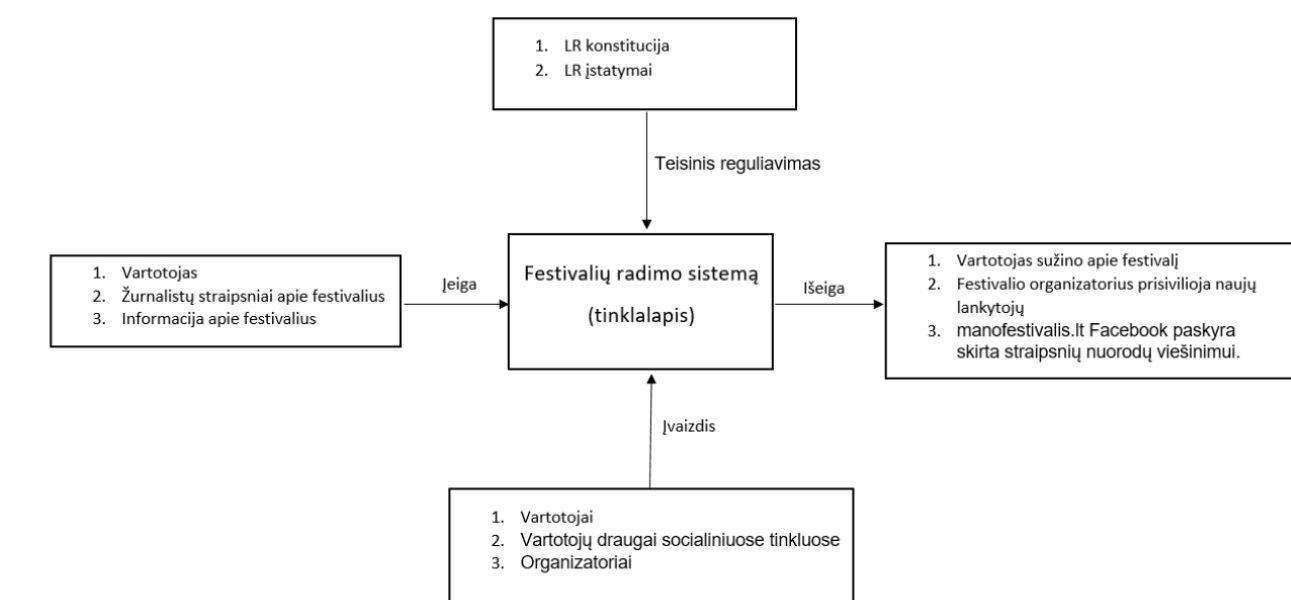 1. LR konstitucija
2. LR įstatymai
Teisinis reguliavimas
1. Vartotojas
2. Žurnalistų straipsniai apie festivalius
3. Informacija apie festivalius
Įeiga
Festivalių radimo sistemą
(tinklalapis)
Išeiga
1. Vartotojas sužino apie festivalį
2. Festivalio organizatorius prisivilioja naujų
lankytojų
3. manofestivalis.lt Facebook paskyra
skirta straipsnių nuorodų viešinimui.
Įvaizdis
1. Vartotojai
2. Vartotojų draugai socialiniuose tinkluose
3. Organizatoriai